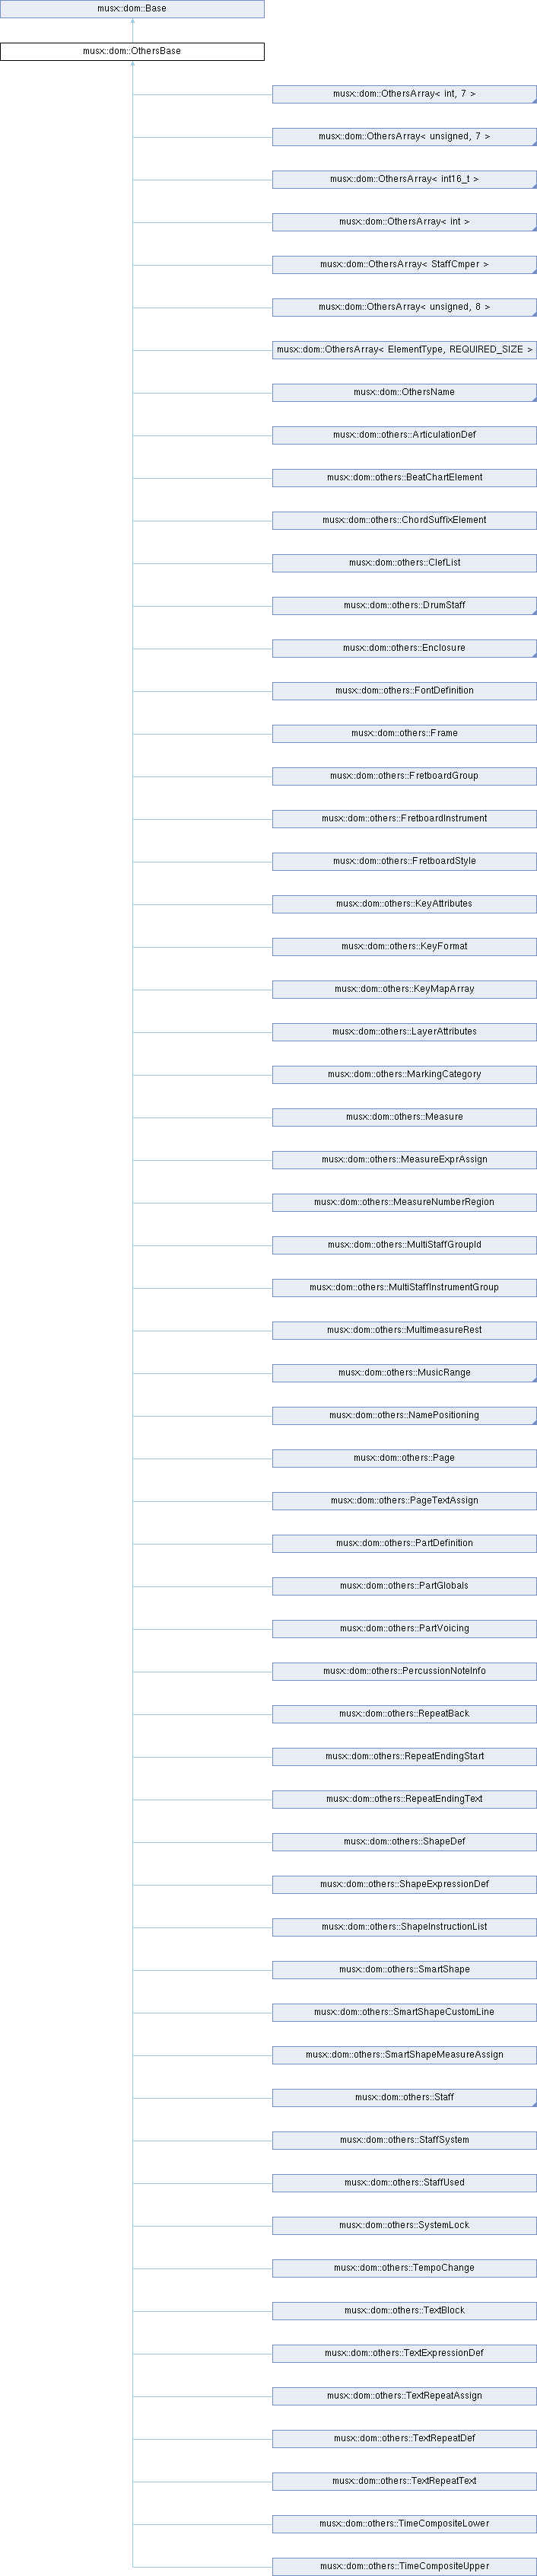 musx::dom::Base
musx::dom::OthersBase
musx::dom::OthersArray< int, 7 >
musx::dom::OthersArray< unsigned, 7 >
musx::dom::OthersArray< int16_t >
musx::dom::OthersArray< int >
musx::dom::OthersArray< StaffCmper >
musx::dom::OthersArray< unsigned, 8 >
musx::dom::OthersArray< ElementType, REQUIRED_SIZE >
musx::dom::OthersName
musx::dom::others::ArticulationDef
musx::dom::others::BeatChartElement
musx::dom::others::ChordSuffixElement
musx::dom::others::ClefList
musx::dom::others::DrumStaff
musx::dom::others::Enclosure
musx::dom::others::FontDefinition
musx::dom::others::Frame
musx::dom::others::FretboardGroup
musx::dom::others::FretboardInstrument
musx::dom::others::FretboardStyle
musx::dom::others::KeyAttributes
musx::dom::others::KeyFormat
musx::dom::others::KeyMapArray
musx::dom::others::LayerAttributes
musx::dom::others::MarkingCategory
musx::dom::others::Measure
musx::dom::others::MeasureExprAssign
musx::dom::others::MeasureNumberRegion
musx::dom::others::MultiStaffGroupId
musx::dom::others::MultiStaffInstrumentGroup
musx::dom::others::MultimeasureRest
musx::dom::others::MusicRange
musx::dom::others::NamePositioning
musx::dom::others::Page
musx::dom::others::PageTextAssign
musx::dom::others::PartDefinition
musx::dom::others::PartGlobals
musx::dom::others::PartVoicing
musx::dom::others::PercussionNoteInfo
musx::dom::others::RepeatBack
musx::dom::others::RepeatEndingStart
musx::dom::others::RepeatEndingText
musx::dom::others::ShapeDef
musx::dom::others::ShapeExpressionDef
musx::dom::others::ShapeInstructionList
musx::dom::others::SmartShape
musx::dom::others::SmartShapeCustomLine
musx::dom::others::SmartShapeMeasureAssign
musx::dom::others::Staff
musx::dom::others::StaffSystem
musx::dom::others::StaffUsed
musx::dom::others::SystemLock
musx::dom::others::TempoChange
musx::dom::others::TextBlock
musx::dom::others::TextExpressionDef
musx::dom::others::TextRepeatAssign
musx::dom::others::TextRepeatDef
musx::dom::others::TextRepeatText
musx::dom::others::TimeCompositeLower
musx::dom::others::TimeCompositeUpper